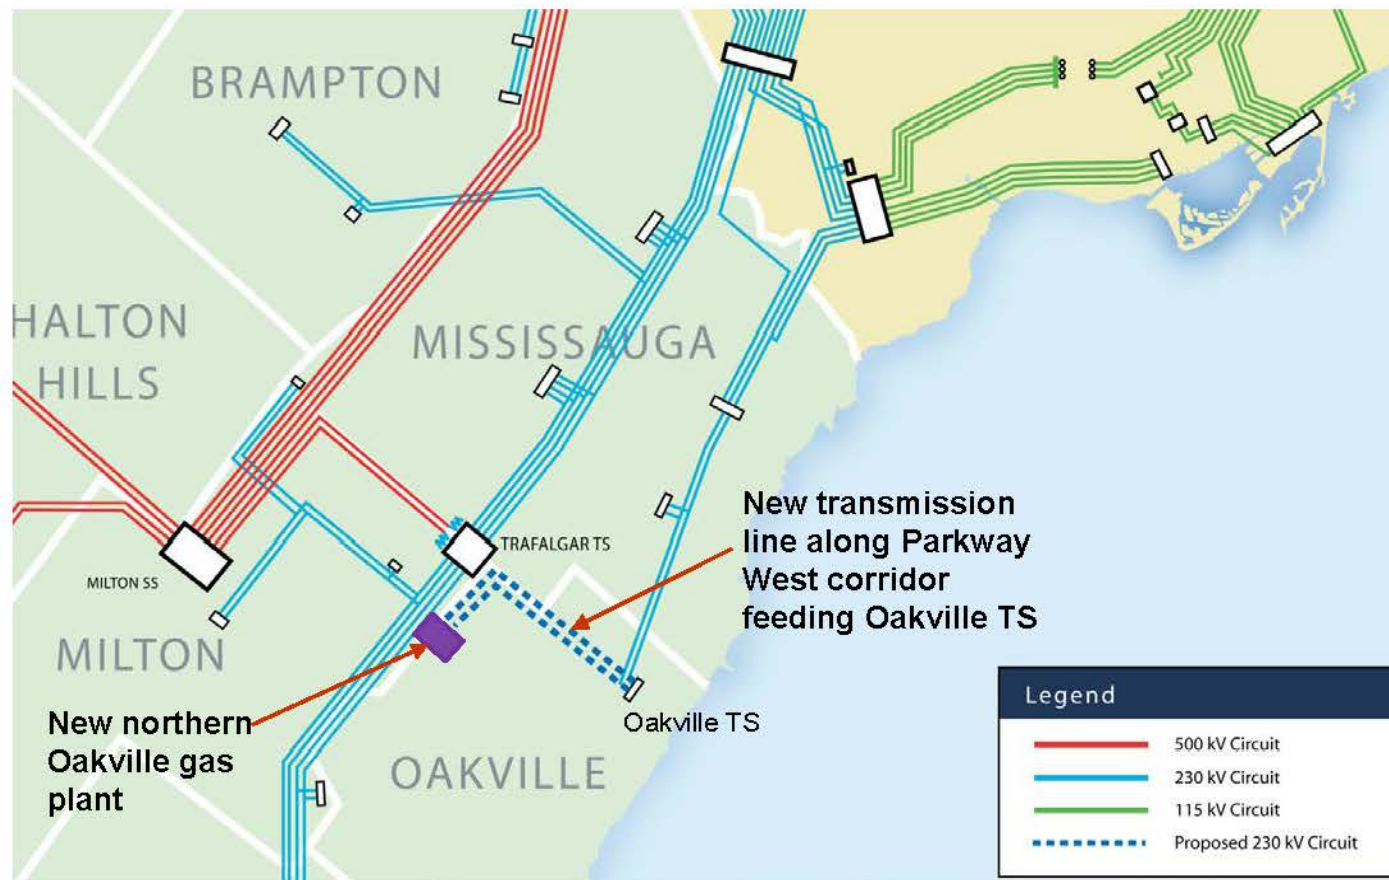 BRAMPTON
HALTON
HILLS
MISSISSAUGA
TRAFALGAR TS
MILTON SS
MILTON
New transmission
line along Parkway
West corridor
feeding Oakville TS
New northern
Oakville gas
plant
Oakville TS
OAKVILLE
Legend
500 kV Circuit
230 kV Circuit
115 kV Circuit
Proposed 230 kV Circuit